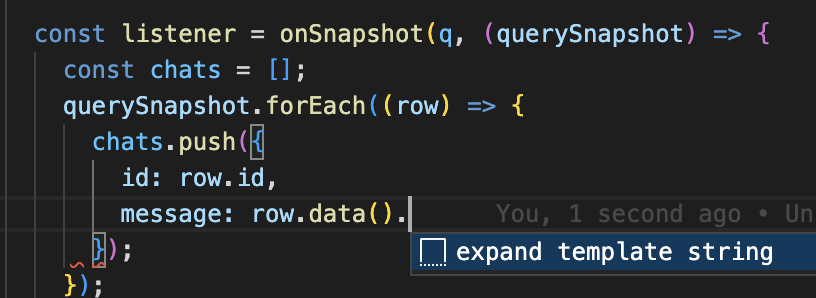 const listener = onSnapshot(q, (querySnapshot) => {
const chats = [];
querySnapshot.forEach((row) => {
chats.push({
id: row.id,
message: row.data(). You, 1 second ago • Un
}); expand template string
});